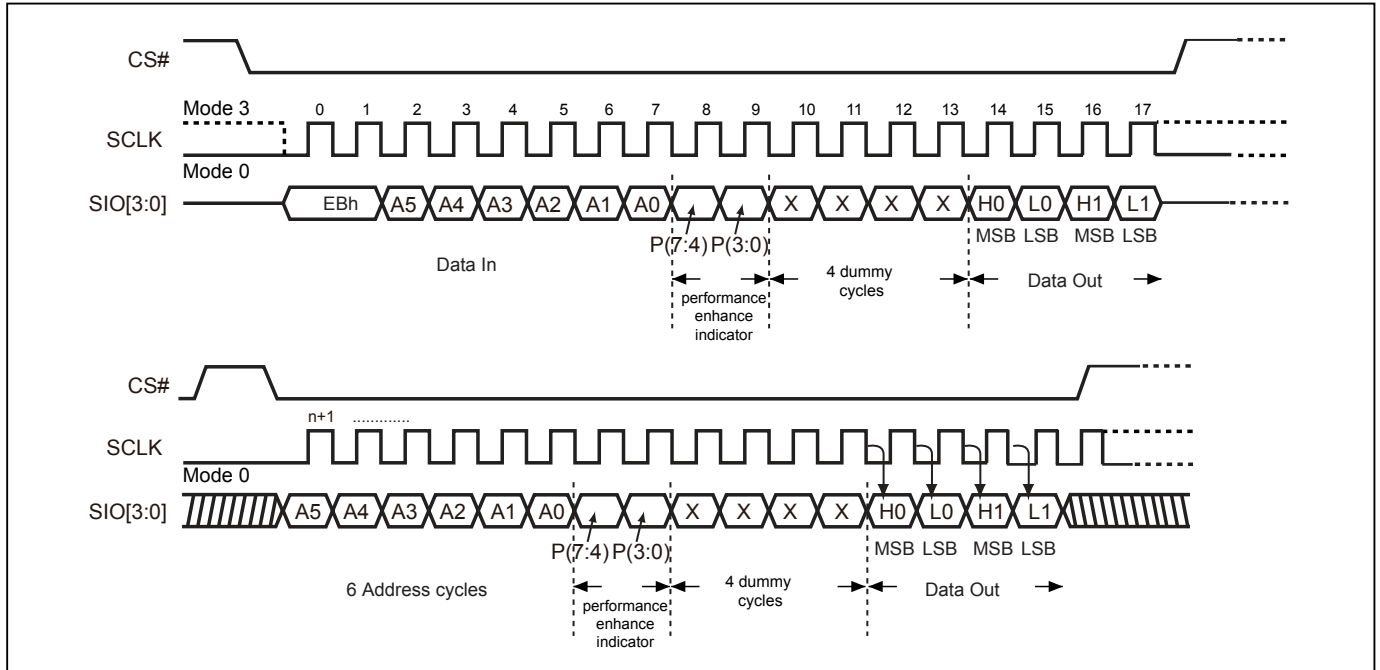 CS#
Mode 3
0 1 2 3 4 5 6 7 8 9 10 11 12 13 14 15 16 17
SCLK
Mode 0
SIO[3:0]
EBh A5 A4 A3 A2 A1 A0 X X X X H0 L0 H1 L1
MSB LSB MSB LSB
P(7:4) P(3:0)
Data In
4 dummy
cycles
Data Out
performance
enhance
indicator
CS#
n+1 .............
SCLK
Mode 0
SIO[3:0]
A5 A4 A3 A2 A1 A0 X X X X H0 L0 H1 L1
P(7:4) P(3:0)
MSB LSB MSB LSB
6 Address cycles
4 dummy
cycles
Data Out
performance
enhance
indicator